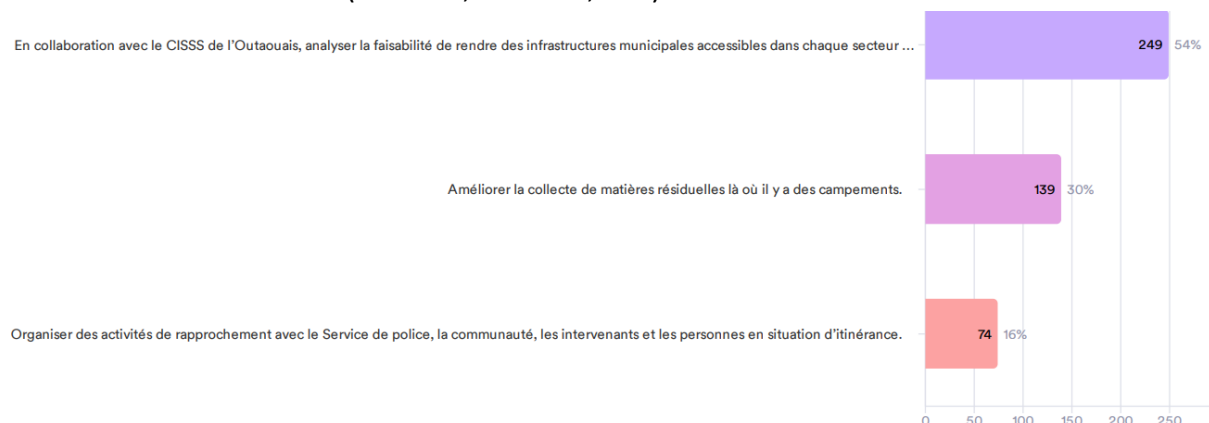 En collaboration avec le CISSS de l'Outaouais, analyser la faisabilité de rendre des infrastructures municipales accessibles dans chaque secteur ...
249 54%
Améliorer la collecte de matières résiduelles là où il y a des campements.
139 30%
Organiser des activités de rapprochement avec le Service de police, la communauté, les intervenants et les personnes en situation d'itinérance.
74 16%
0 50 100 150 200 250